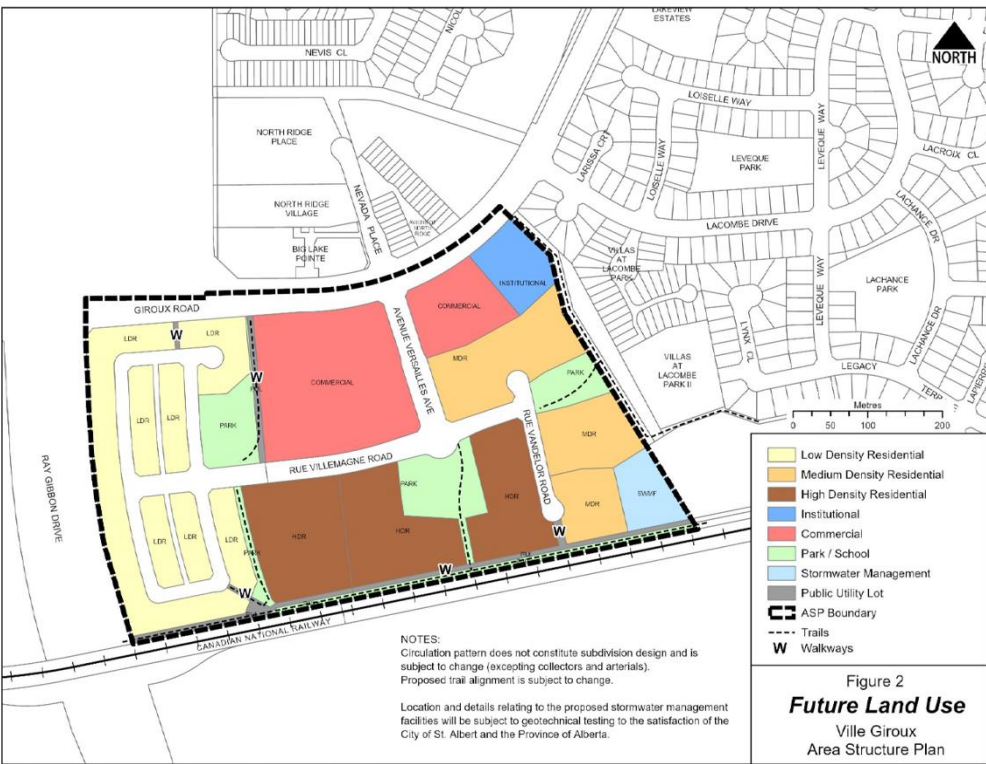 LAKEVIEW
ESTATES
NEVIS CL
NORTH
LOISELLE WAY
LEVEQUE WAY
NORTH RIDGE
PLACE
LARISSA CRT
LOISELLE WAY
LEVEQUE
PARK
LACROIX CL
NEVADA PLACE
NORTH RIDGE
VILLAGE
LACOMBE DRIVE
LACHANCE DR
BIG LAKE
POINTE
VILLAS
AT
LACOMBE
PARK
LEVEQUE WAY
INSTITUTIONAL
LACHANCE
PARK
GIROUX ROAD
COMMERCIAL
AVENUE VERSAILLES AVE
LYNX CL
LACHANCE DR
LDR
LDR
W
MDR
VILLAS
AT
LACOMBE
PARK II
LEGACY
TERR
W
COMMERCIAL
PARK
LDR
LDR
PARK
Metres
0 50 100 200
RUE VANDELOR ROAD
MDR
RUE VILLEMAGNE ROAD
RAY GIBBON DRIVE
PARK
SWMF
LDR
LDR
LDR
PARK
HDR
HDR
HDR
MDR
W
W
W
CANADIAN NATIONAL RAILWAY
Low Density Residential
Medium Density Residential
High Density Residential
Institutional
Commercial
Park / School
Stormwater Management
Public Utility Lot
ASP Boundary
Trails
W Walkways
NOTES:
Circulation pattern does not constitute subdivision design and is
subject to change (excepting collectors and arterials).
Proposed trail alignment is subject to change.
Location and details relating to the proposed stormwater management
facilities will be subject to geotechnical testing to the satisfaction of the
City of St. Albert and the Province of Alberta.
Figure 2
Future Land Use
Ville Giroux
Area Structure Plan